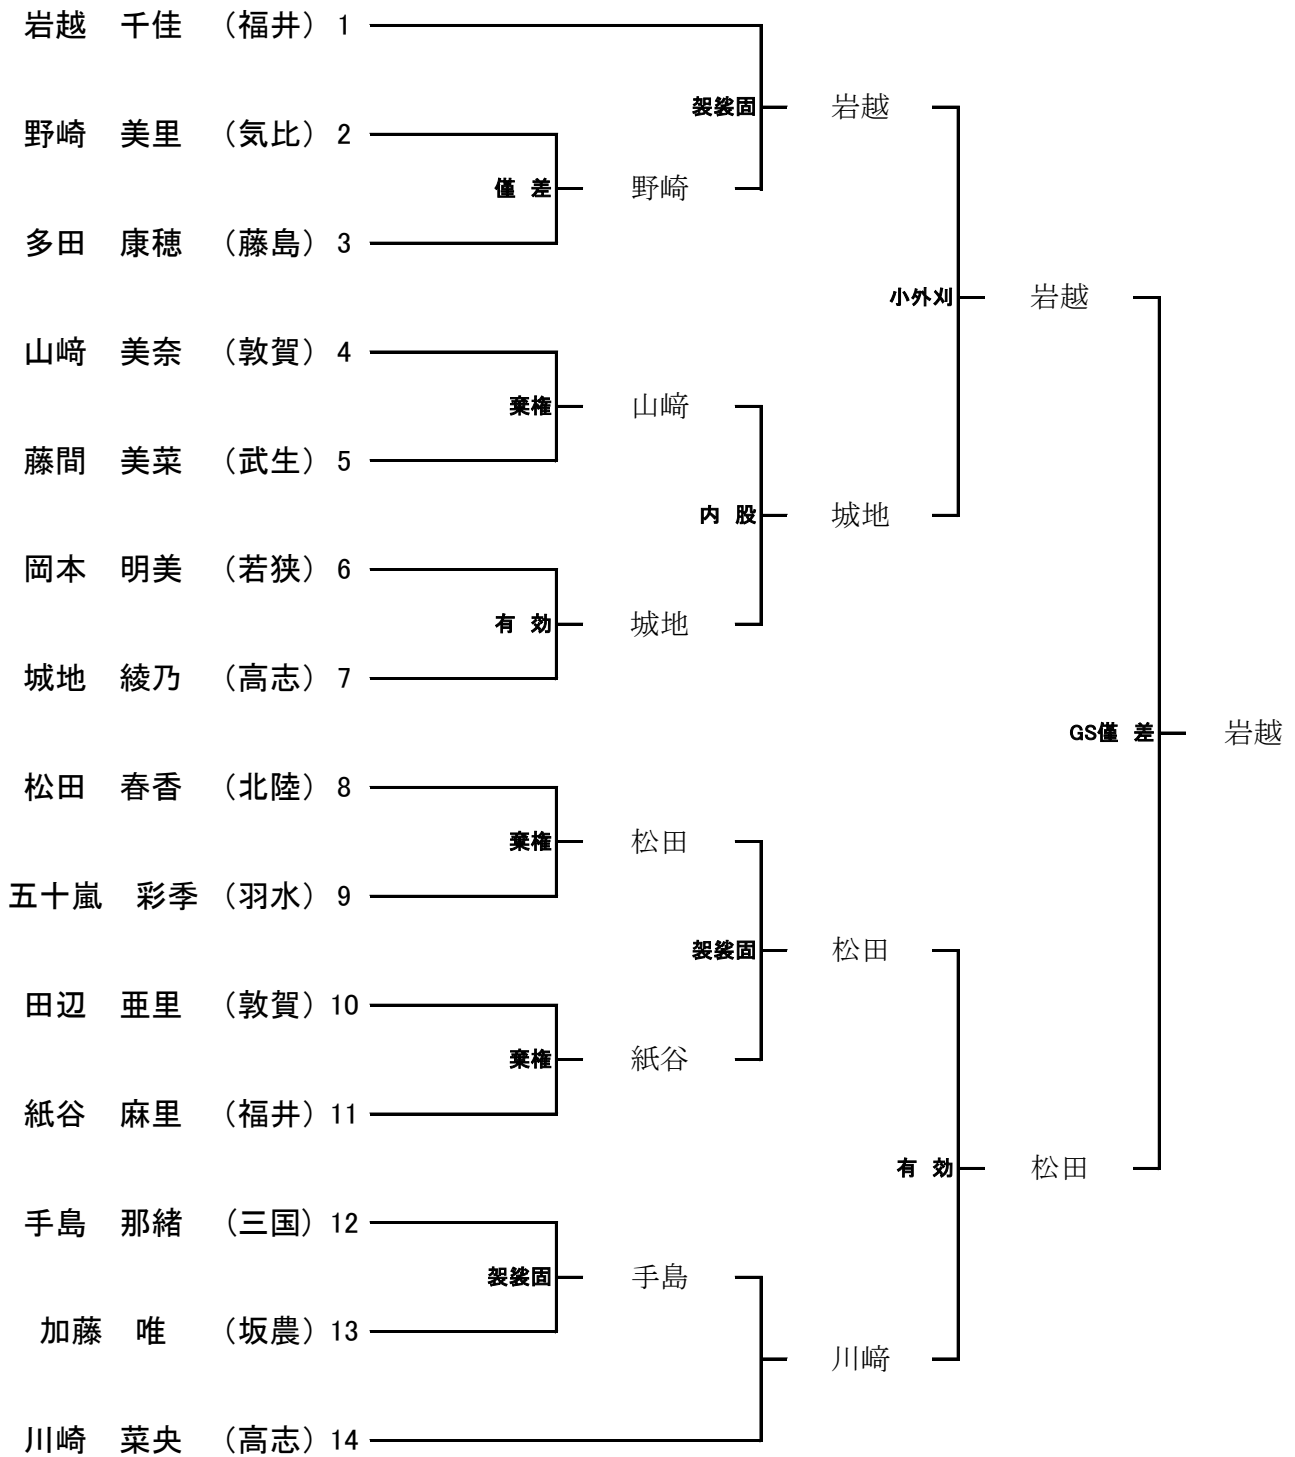 岩越　千佳　（福井） 1
袈裟固　岩越
野崎　美里　（気比） 2
僅 差　野崎
多田　康穂　（藤島） 3
小外刈　岩越
山﨑　美奈　（敦賀） 4
棄権　山﨑
藤間　美菜　（武生） 5
内 股　城地
岡本　明美　（若狭） 6
有 効　城地
城地　綾乃　（高志） 7
GS僅 差　岩越
松田　春香　（北陸） 8
棄権　松田
五十嵐　彩季　（羽水） 9
袈裟固　松田
田辺　亜里　（敦賀） 10
棄権　紙谷
紙谷　麻里　（福井） 11
有 効　松田
手島　那緒　（三国） 12
袈裟固　手島
加藤　唯　（坂農） 13
川﨑
川﨑　菜央　（高志） 14